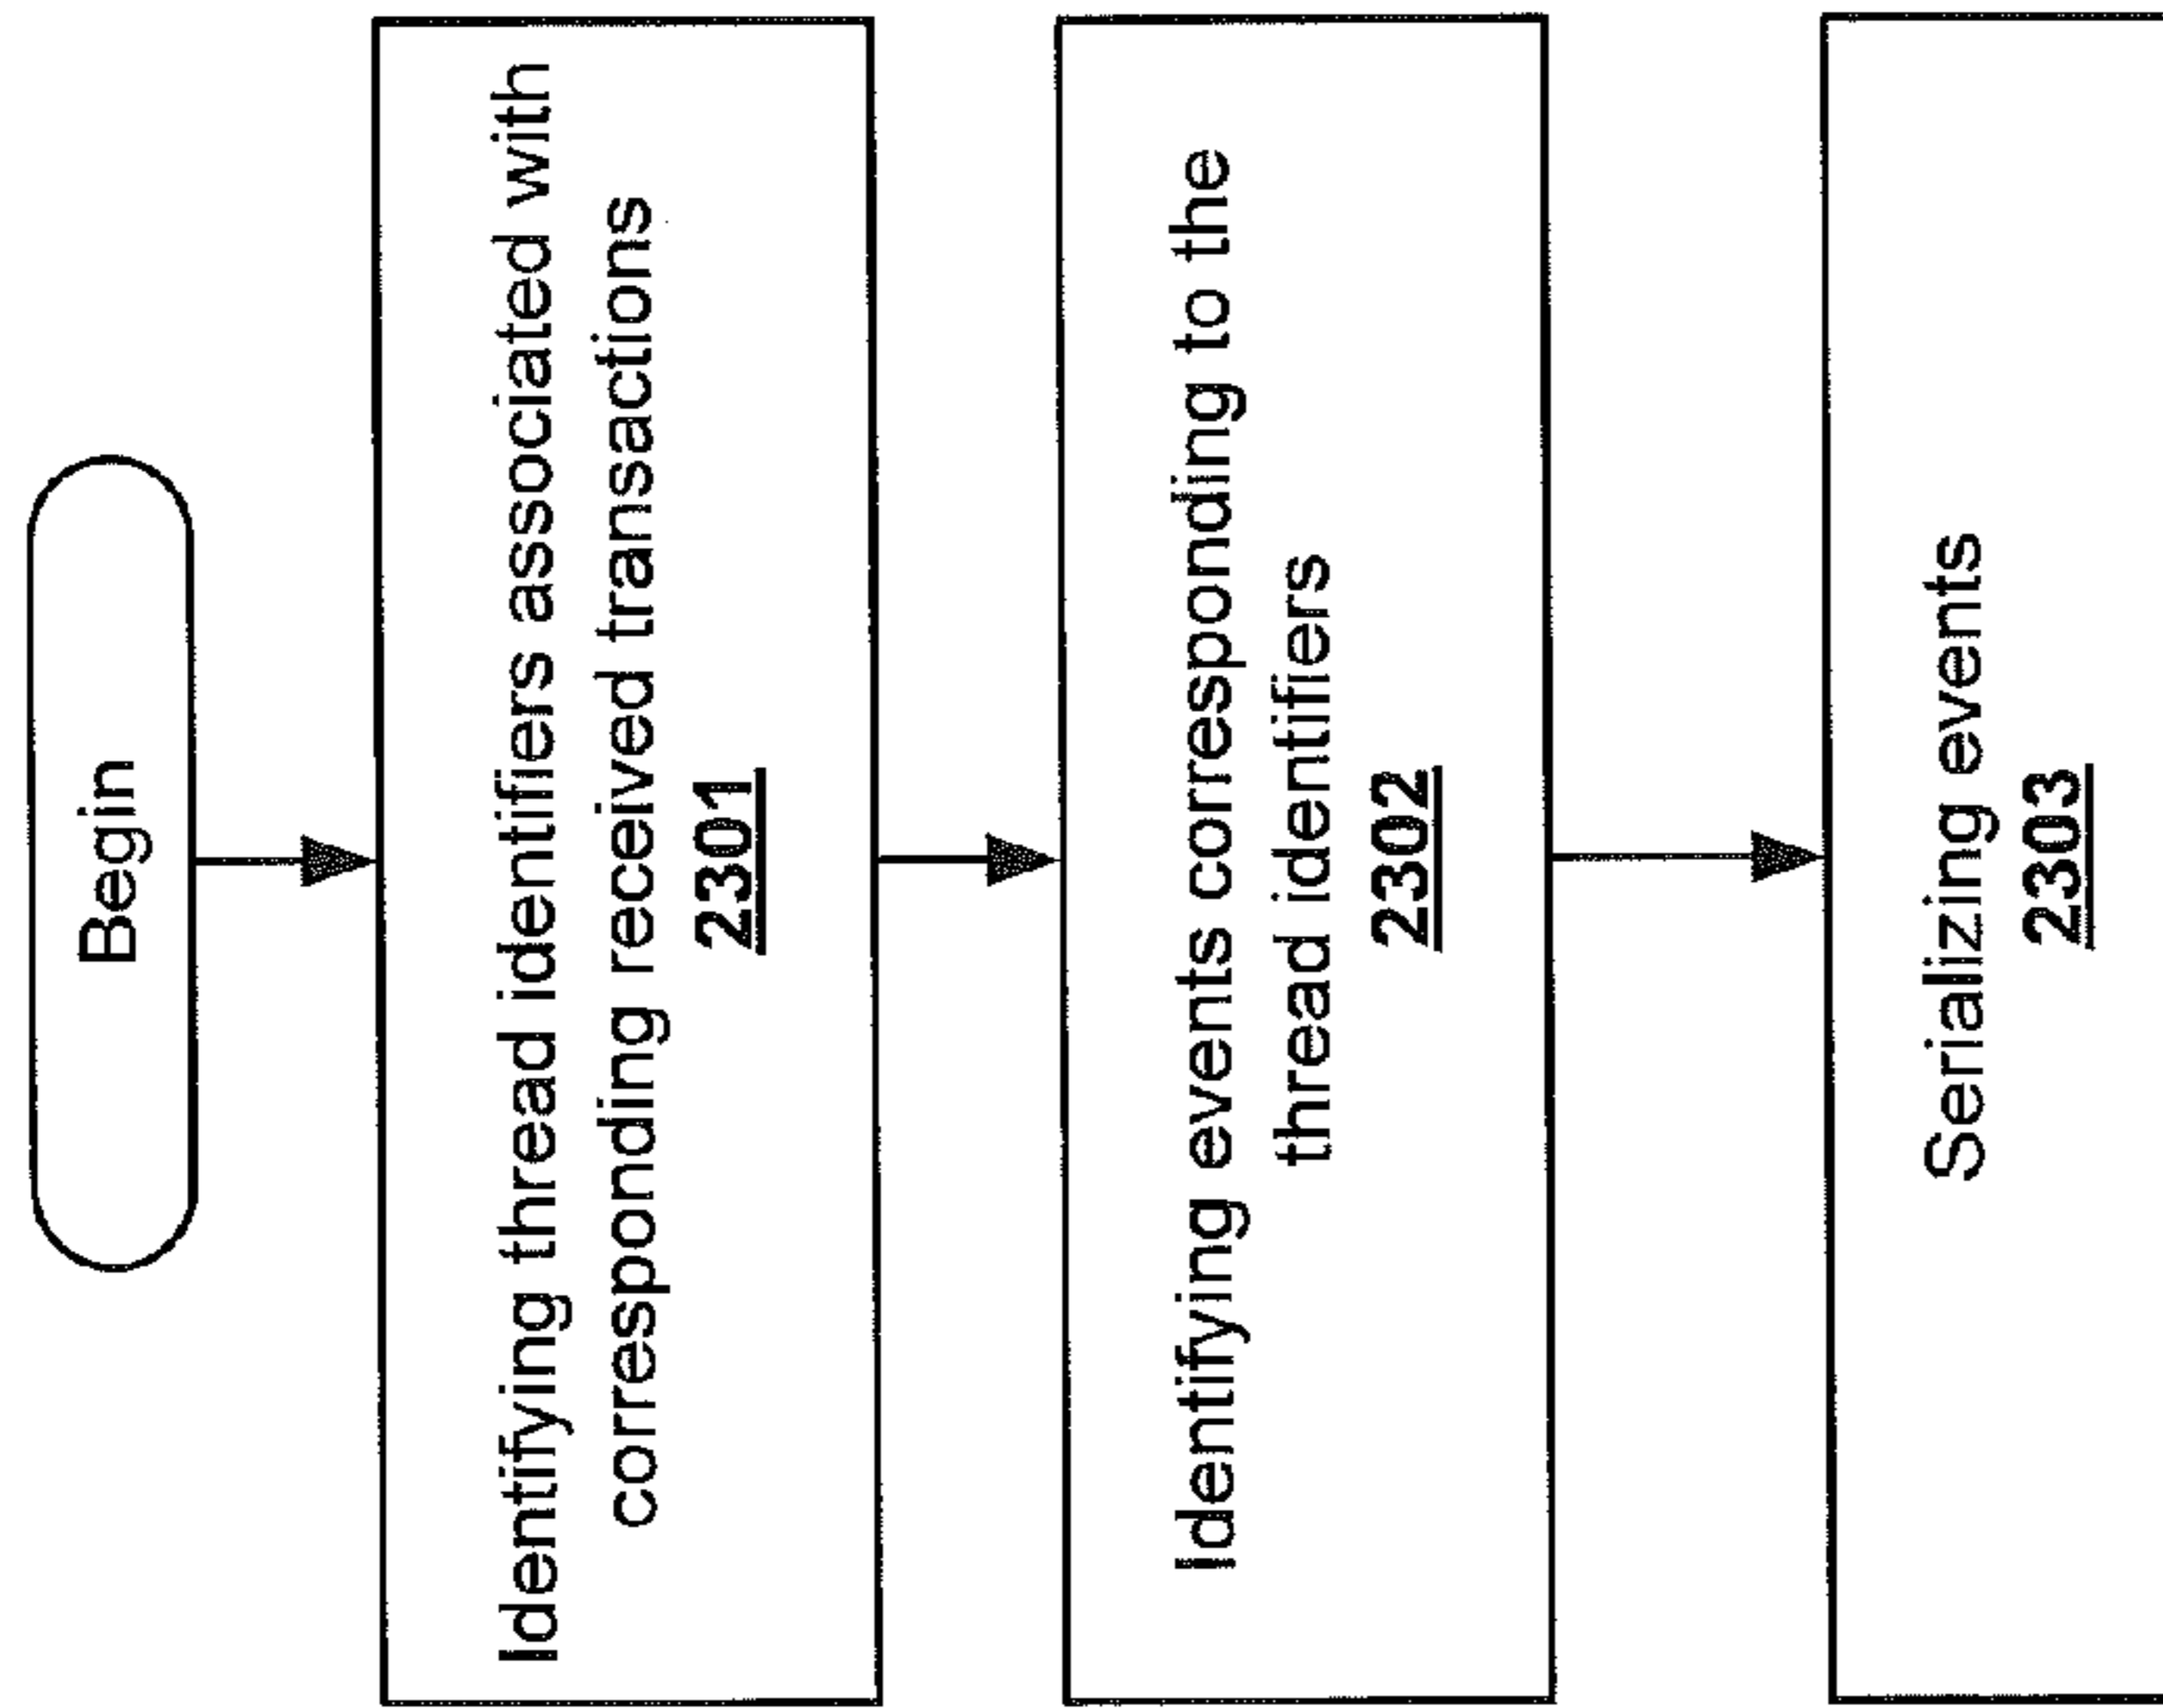 Begin
Identifying thread identifiers associated with
corresponding received transactions
2301
Identifying events corresponding to the
thread identifiers
2302
Serializing events
2303